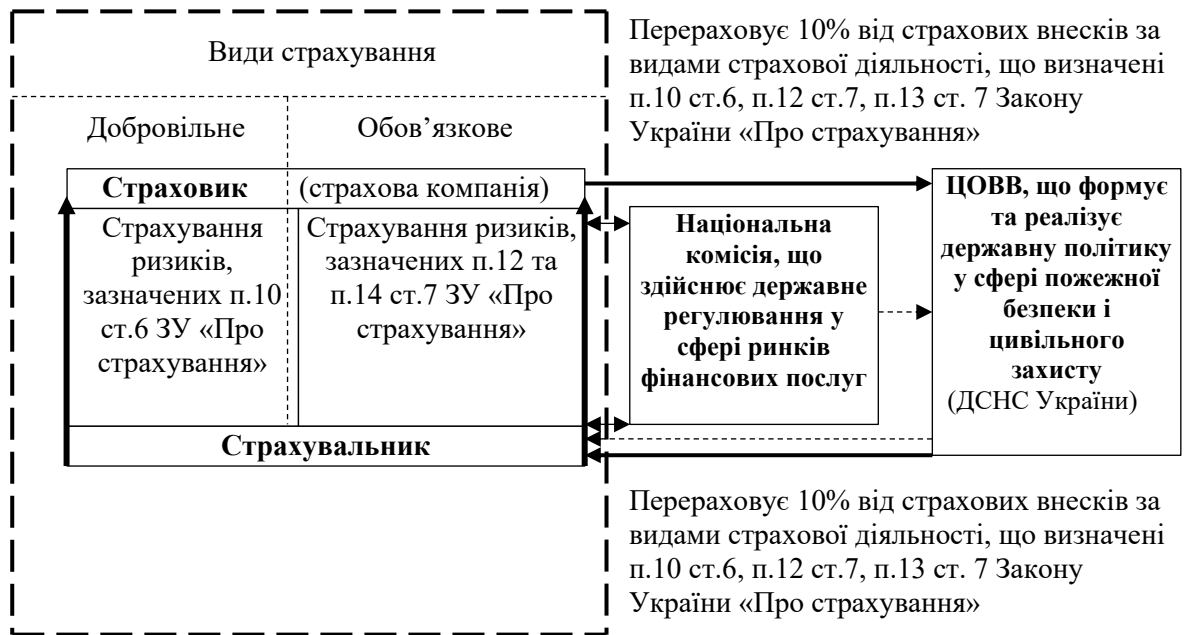 Види страхування
Перераховує 10% від страхових внесків за
видами страхової діяльності, що визначені
п.10 ст.6, п.12 ст.7, п.13 ст. 7 Закону
України «Про страхування»
Добровільне
Обов’язкове
Страховик
(страхова компанія)
Страхування
ризиків,
зазначених п.10
ст.6 ЗУ «Про
страхування»
Страхування ризиків,
зазначених п.12 та
п.14 ст.7 ЗУ «Про
страхування»
Страхувальник
Національна
комісія, що
здійснює державне
регулювання у
сфері ринків
фінансових послуг
ЦОВВ, що формує
та реалізує
державну політику
у сфері пожежної
безпеки і
цивільного
захисту
(ДСНС України)
Перераховує 10% від страхових внесків за
видами страхової діяльності, що визначені
п.10 ст.6, п.12 ст.7, п.13 ст. 7 Закону
України «Про страхування»